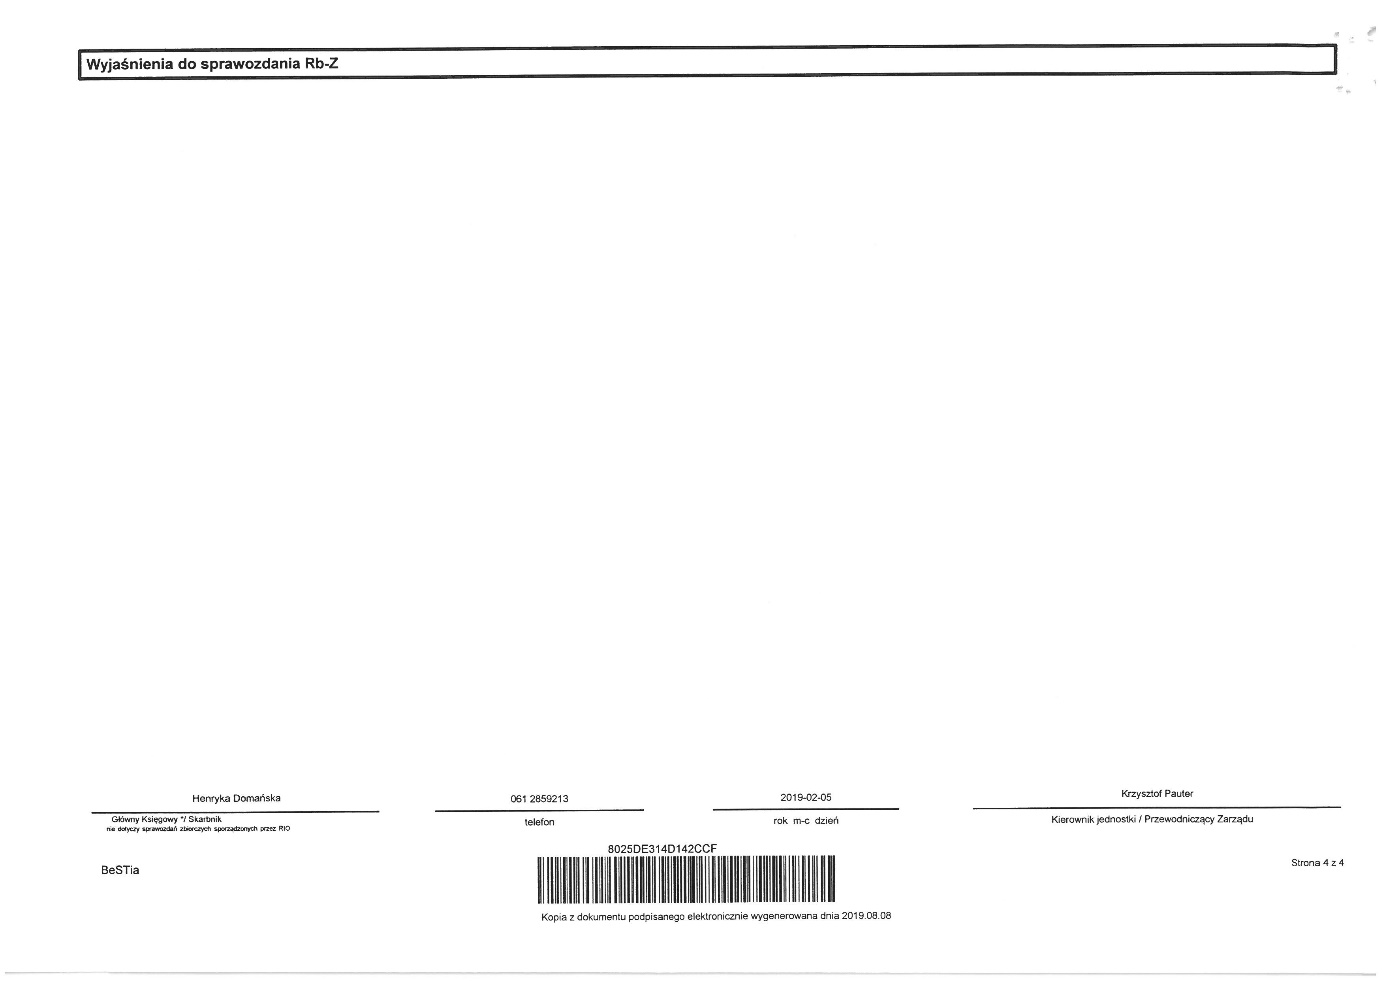 Wyjaśnienia do sprawozdania Rb-Z
Henryka Domańska
061 2859213
2019-02-05
Krzysztof Pauter
Główny Księgowy */ Skarbnik
nie dotyczy sprawozdań zbiorczych sporządzonych przez RIO
telefon
rok m-c dzień
Kierownik jednostki / Przewodniczący Zarządu
8025DE314D142CCF
BeSTia
Strona 4 z 4
Kopia z dokumentu podpisanego elektronicznie wygenerowana dnia 2019.08.08